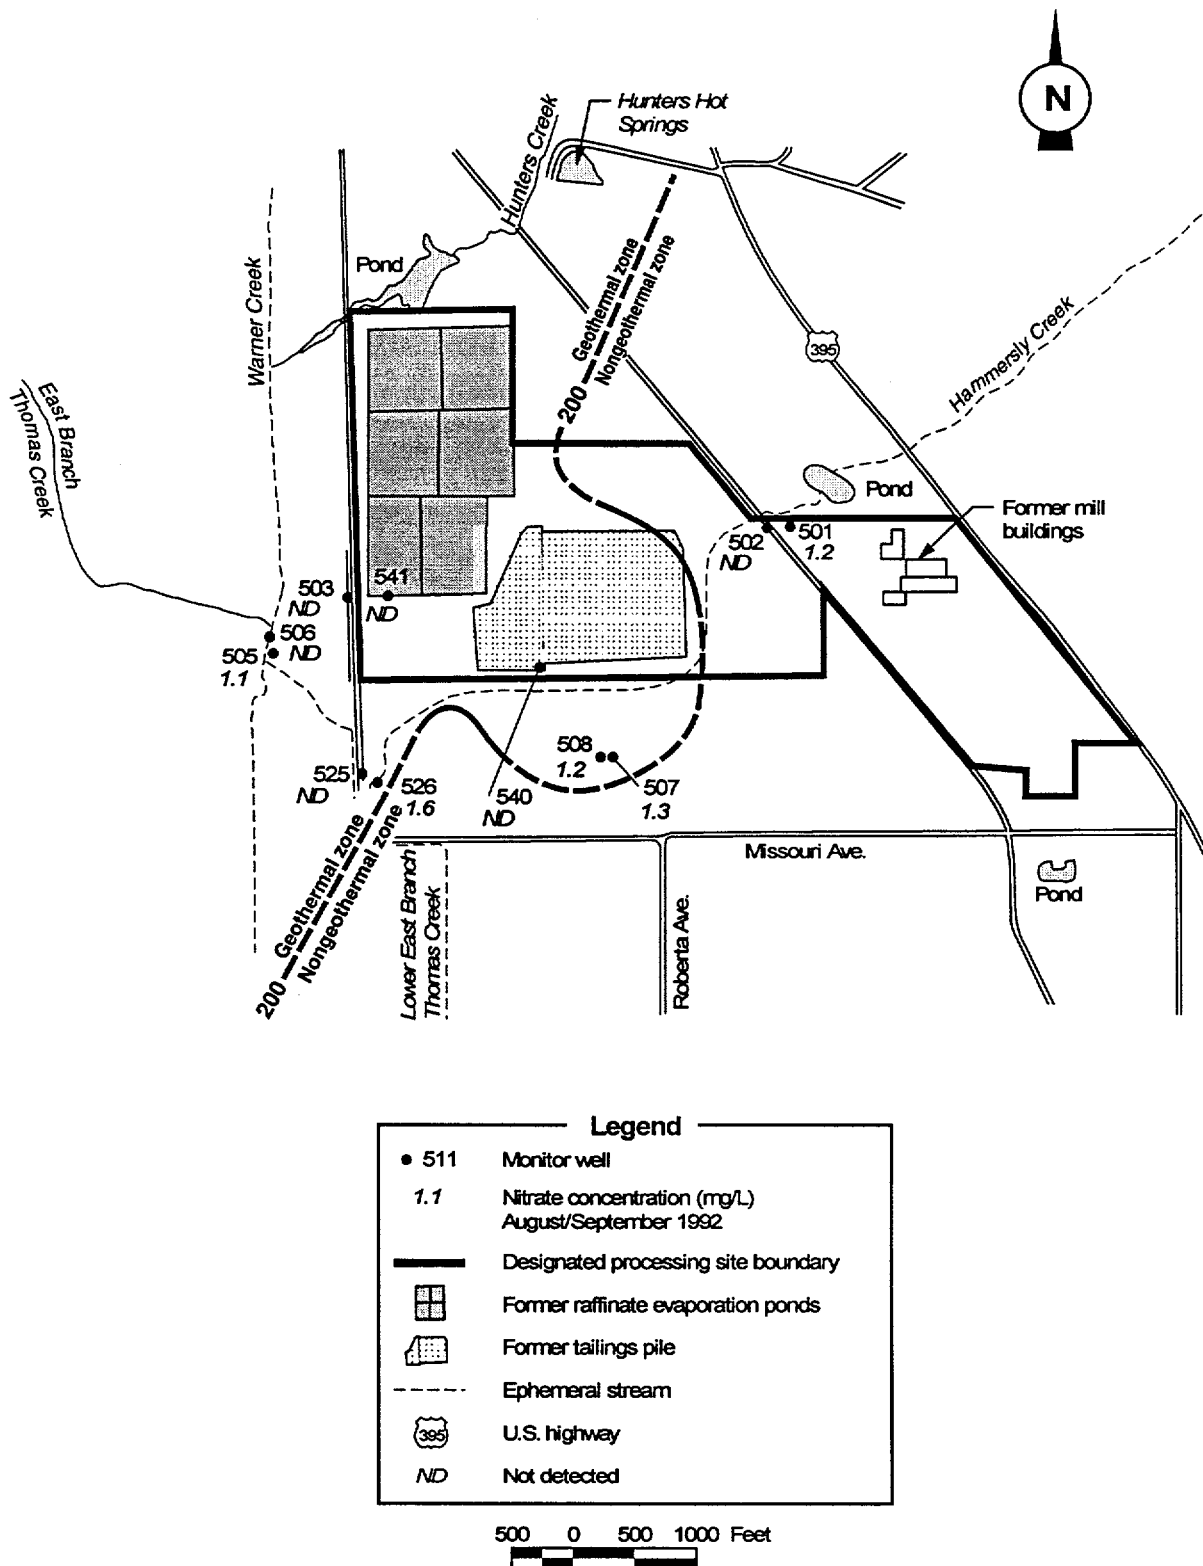 N
Hunters Hot
Springs
Hunters Creek
Pond
Warner Creek
Geothermal zone
Nongeothermal zone
200
395
Hammersly Creek
East Branch
Thomas Creek
Pond
Former mill
buildings
502
ND
501
1.2
503
ND
541
ND
506
ND
505
1.1
508
1.2
507
1.3
525
ND
526
1.6
540
ND
Missouri Ave.
Geothermal zone
Nongeothermal zone
200
Lower East Branch
Thomas Creek
Roberta Ave.
Pond
Legend
511 Monitor well
1.1 Nitrate concentration (mg/L)
August/September 1992
Designated processing site boundary
Former raffinate evaporation ponds
Former tailings pile
Ephemeral stream
395 U.S. highway
ND Not detected
500 0 500 1000 Feet